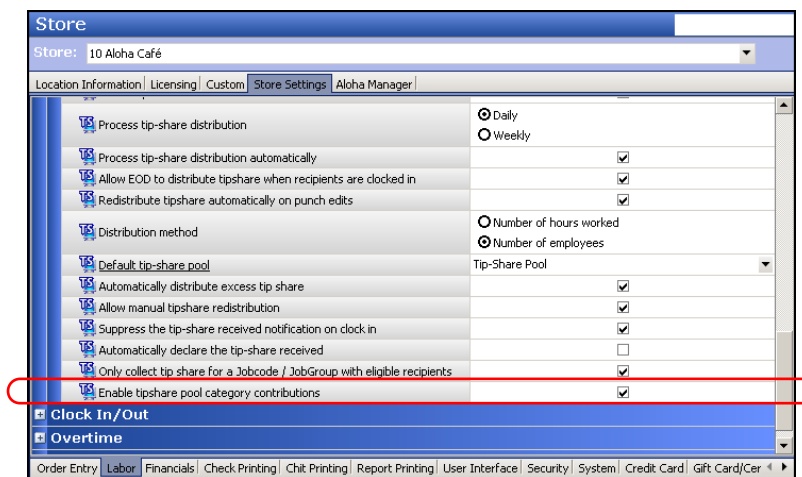 Store
Store: 10 Aloha Café
Location Information Licensing Custom Store Settings Aloha Manager
Process tip-share distribution
Daily
Weekly
Process tip-share distribution automatically
Allow EOD to distribute tipshare when recipients are clocked in
Redistribute tipshare automatically on punch edits
Distribution method
Number of hours worked
Number of employees
Default tip-share pool Tip-Share Pool
Automatically distribute excess tip share
Allow manual tipshare redistribution
Suppress the tip-share received notification on clock in
Automatically declare the tip-share received
Only collect tip share for a Jobcode / JobGroup with eligible recipients
Enable tipshare pool category contributions
Clock In/Out
Overtime
Order Entry Labor Financials Check Printing Chit Printing Report Printing User Interface Security System Credit Card Gift Card/Cer